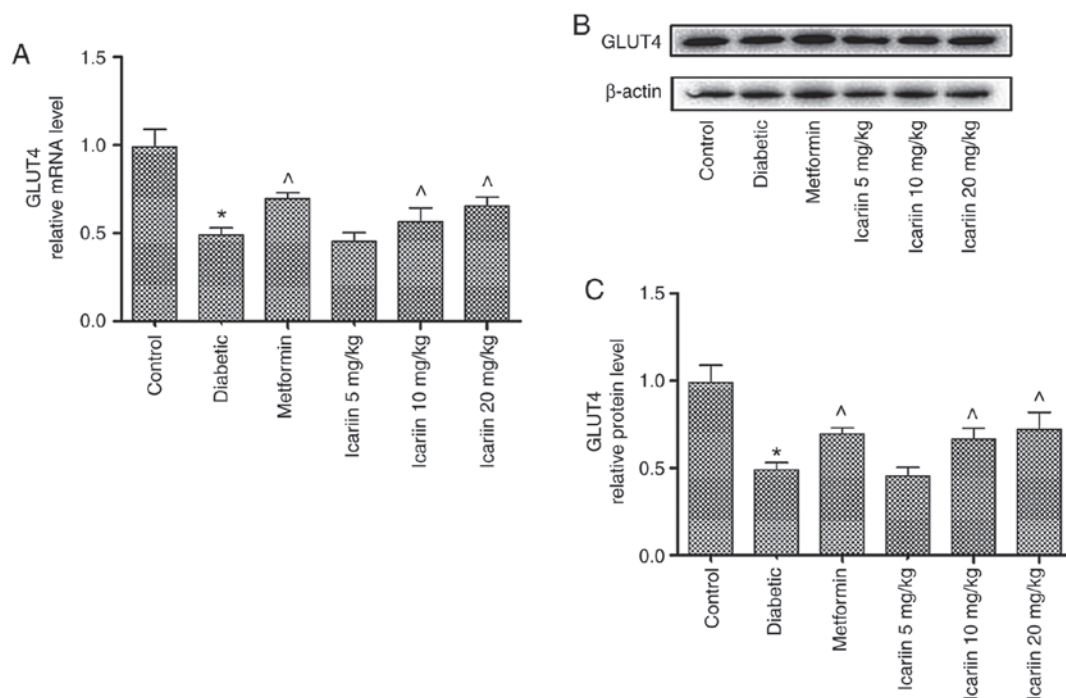 A
GLUT4
relative mRNA level
1.5
1.0
0.5
0.0
*
^
^
^
Control
Diabetic
Metformin
Icariin 5 mg/kg
Icariin 10 mg/kg
Icariin 20 mg/kg
B
GLUT4
β-actin
Control
Diabetic
Metformin
Icariin 5 mg/kg
Icariin 10 mg/kg
Icariin 20 mg/kg
C
GLUT4
relative protein level
1.5
1.0
0.5
0.0
*
^
^
^
Control
Diabetic
Metformin
Icariin 5 mg/kg
Icariin 10 mg/kg
Icariin 20 mg/kg